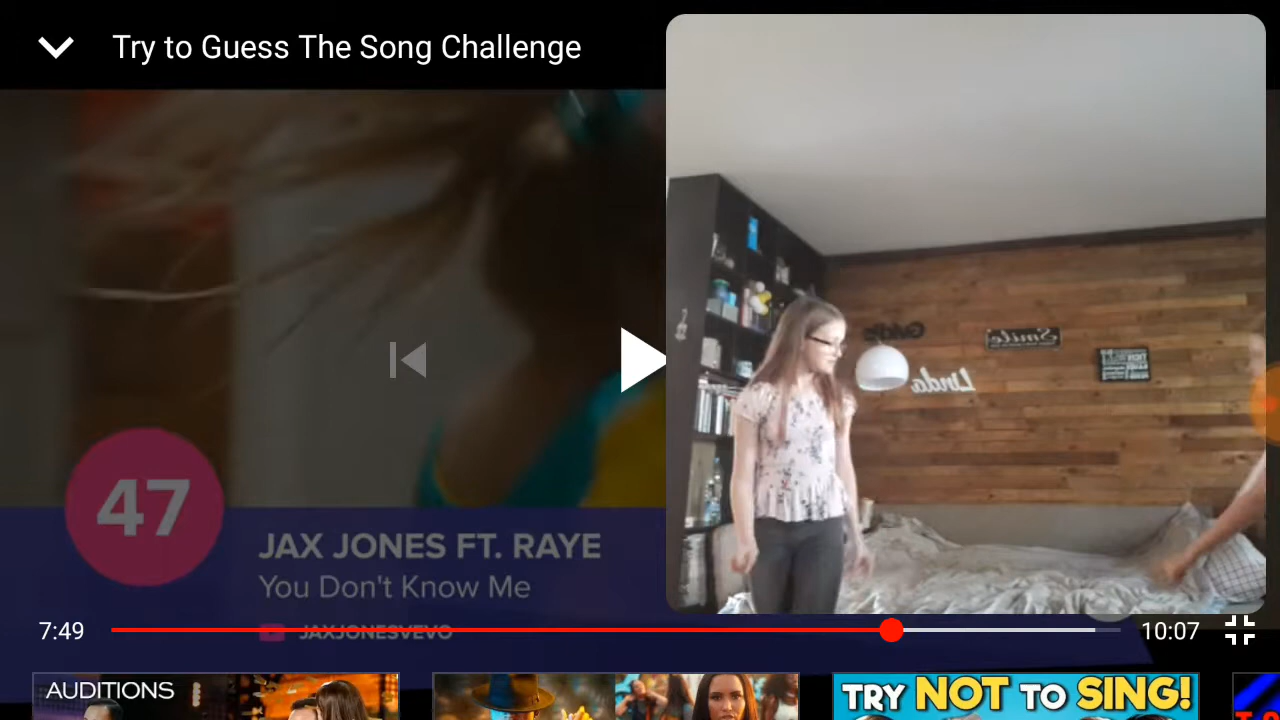 Try to Guess The Song Challenge
Guido
Smile
Linda
47
JAX JONES FT. RAYE
You Don't Know Me
JAXJONESVEVO
7:49
10:07
AUDITIONS
TRY NOT TO SING!